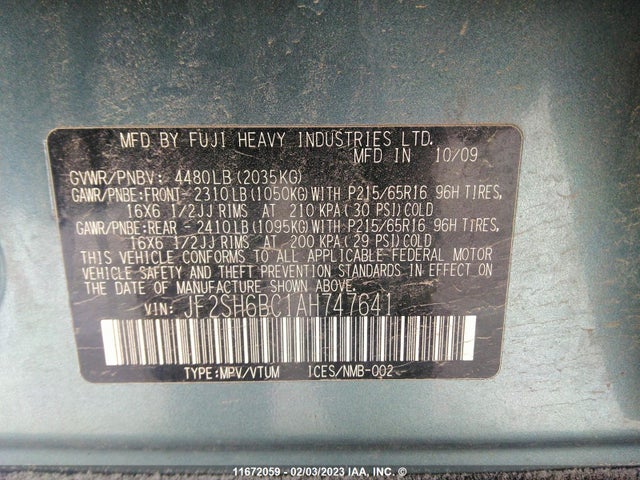 MFD BY FUJI HEAVY INDUSTRIES LTD.
MFD IN 10/09
GVWR/PNBV: 4480LB(2035KG)
GAWR/PNBE:FRONT-2310LB(1050KG)WITH P215/65R16 96H TIRES,
16X6 1/2JJ RIMS AT 210 KPA(30 PSI)COLD
GAWR/PNBE:REAR -2410LB(1095KG)WITH P215/65R16 96H TIRES,
16X6 1/2JJ RIMS AT 200 KPA(29 PSI)COLD
THIS VEHICLE CONFORMS TO ALL APPLICABLE FEDERAL MOTOR
VEHICLE SAFETY AND THEFT PREVENTION STANDARDS IN EFFECT
ON THE DATE OF MANUFACTURE SHOWN ABOVE.
VIN: JF2SH6BC1AH747641
TYPE:MPV/VTUM ICES/NMB-002
11672059 - 02/03/2023 IAA, INC. ©